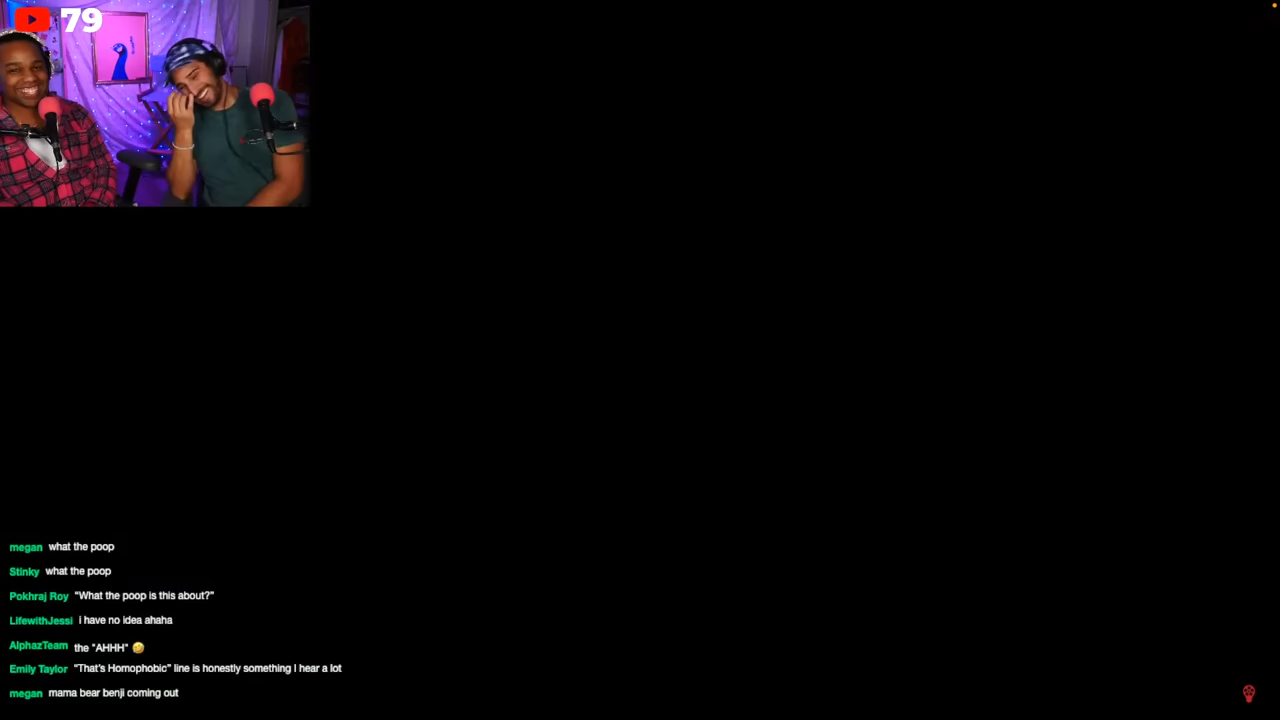 79
megan what the poop
Stinky what the poop
Pokhraj Roy “What the poop is this about?”
LifewithJessi i have no idea ahaha
AlphazTeam the "AHHH" 🤣
Emily Taylor “That’s Homophobic” line is honestly something I hear a lot
megan mama bear benji coming out